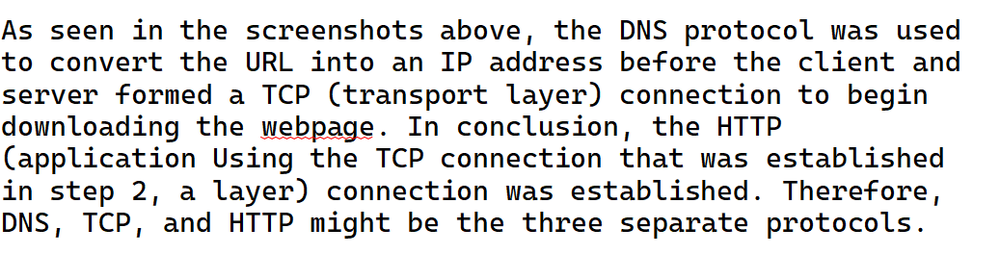 As seen in the screenshots above, the DNS protocol was used
to convert the URL into an IP address before the client and
server formed a TCP (transport layer) connection to begin
downloading the webpage. In conclusion, the HTTP
(application Using the TCP connection that was established
in step 2, a layer) connection was established. Therefore,
DNS, TCP, and HTTP might be the three separate protocols.